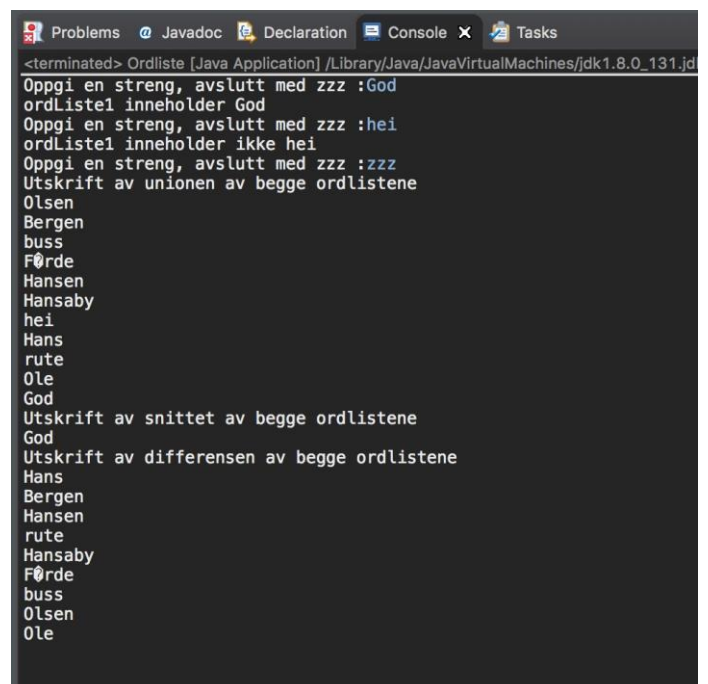 Problems @ Javadoc Declaration Console Tasks
<terminated> Ordliste [Java Application] /Library/Java/JavaVirtualMachines/jdk1.8.0_131.jd
Oppgi en streng, avslutt med zzz :God
ordListe1 inneholder God
Oppgi en streng, avslutt med zzz :hei
ordListe1 inneholder ikke hei
Oppgi en streng, avslutt med zzz :zzz
Utskrift av unionen av begge ordlistene
Olsen
Bergen
buss
F�rde
Hansen
Hansaby
hei
Hans
rute
Ole
God
Utskrift av snittet av begge ordlistene
God
Utskrift av differensen av begge ordlistene
Hans
Bergen
Hansen
rute
Hansaby
F�rde
buss
Olsen
Ole